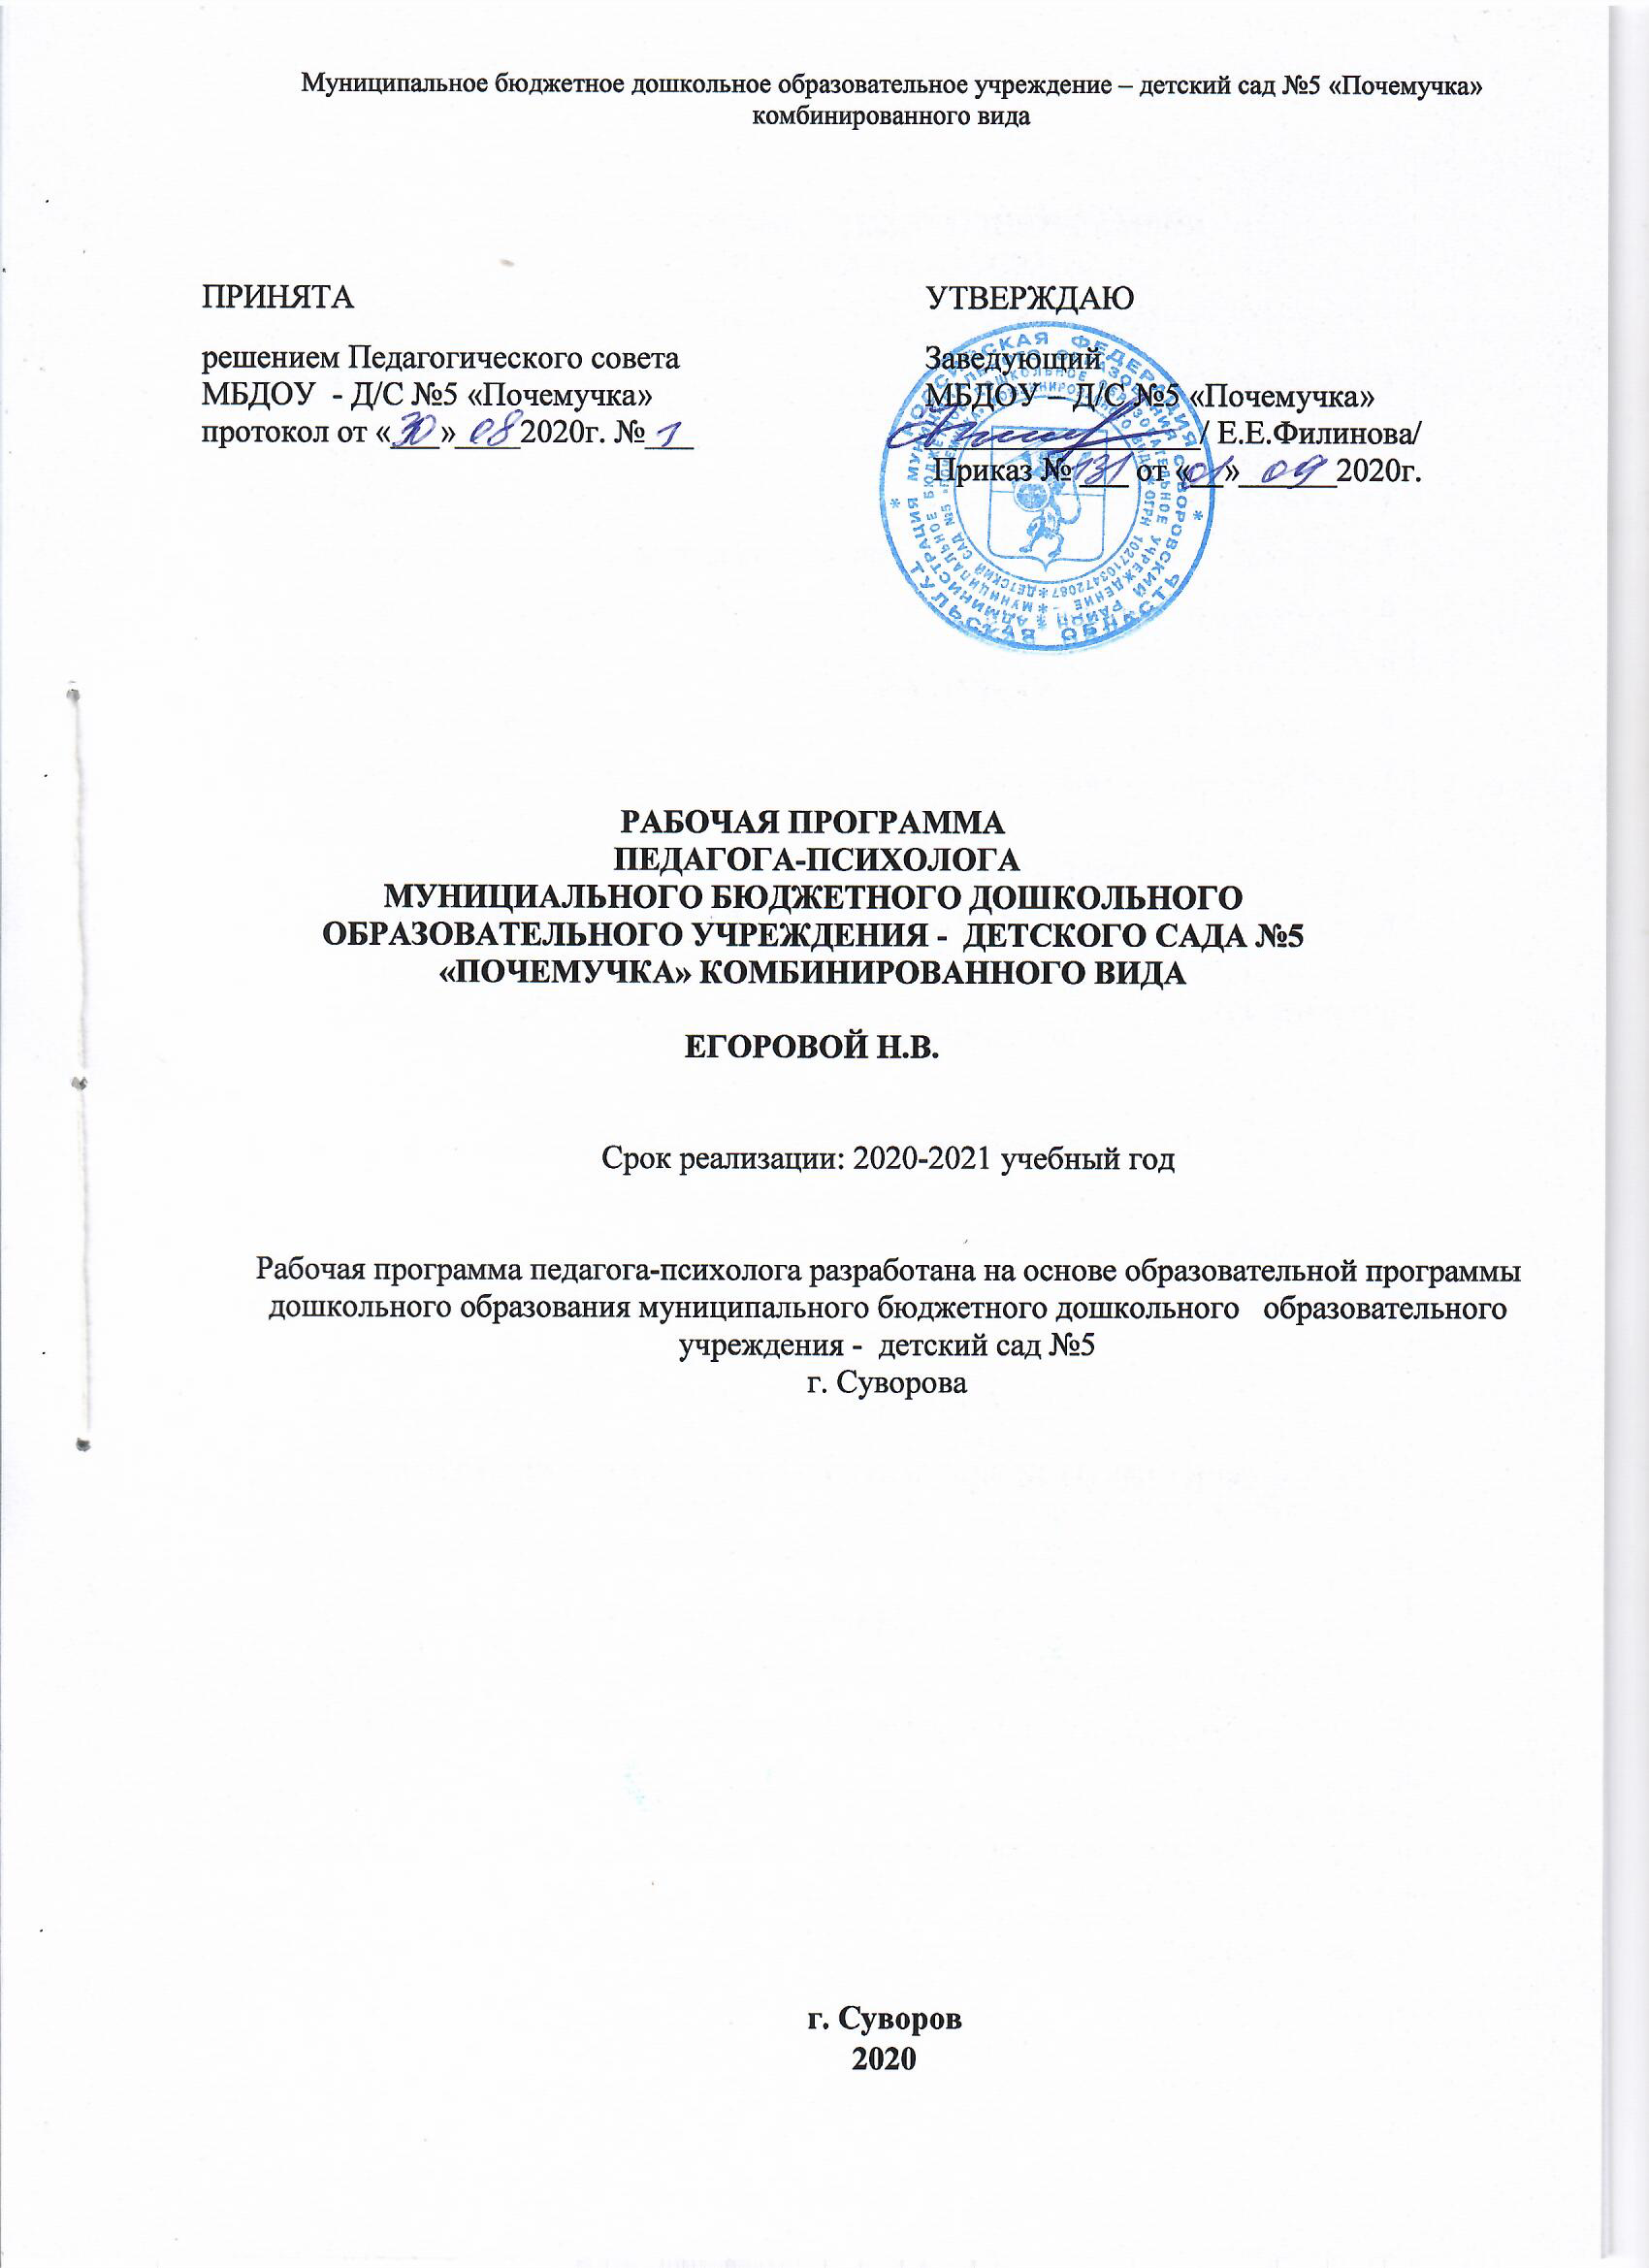 Муниципальное бюджетное дошкольное образовательное учреждение – детский сад №5 «Почемучка»
комбинированного вида
ПРИНЯТА
решением Педагогического совета
МБДОУ - Д/С №5 «Почемучка»
протокол от «30» 08 2020г. № 1
УТВЕРЖДАЮ
Заведующий
МБДОУ – Д/С №5 «Почемучка»
/ Е.Е.Филинова/
Приказ № 131 от «01» 09 2020г.
РОССИЙСКАЯ ФЕДЕРАЦИЯ
ТУЛЬСКАЯ ОБЛАСТЬ
РАБОЧАЯ ПРОГРАММА
ПЕДАГОГА-ПСИХОЛОГА
МУНИЦИАЛЬНОГО БЮДЖЕТНОГО ДОШКОЛЬНОГО
ОБРАЗОВАТЕЛЬНОГО УЧРЕЖДЕНИЯ - ДЕТСКОГО САДА №5
«ПОЧЕМУЧКА» КОМБИНИРОВАННОГО ВИДА
ЕГОРОВОЙ Н.В.
Срок реализации: 2020-2021 учебный год
Рабочая программа педагога-психолога разработана на основе образовательной программы
дошкольного образования муниципального бюджетного дошкольного образовательного
учреждения - детский сад №5
г. Суворова
г. Суворов
2020